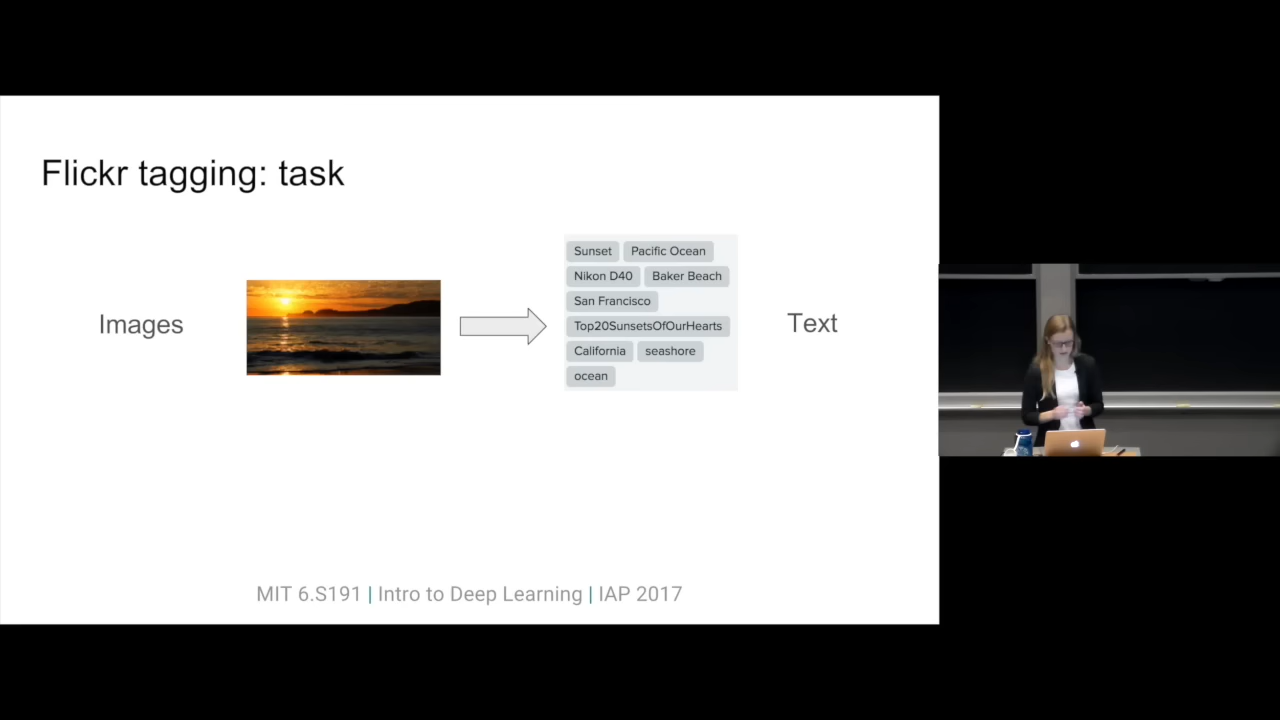 Flickr tagging: task
Images
Sunset Pacific Ocean
Nikon D40 Baker Beach
San Francisco
Top20SunsetsOfOurHearts
California seashore
ocean
Text
MIT 6.S191 | Intro to Deep Learning | IAP 2017